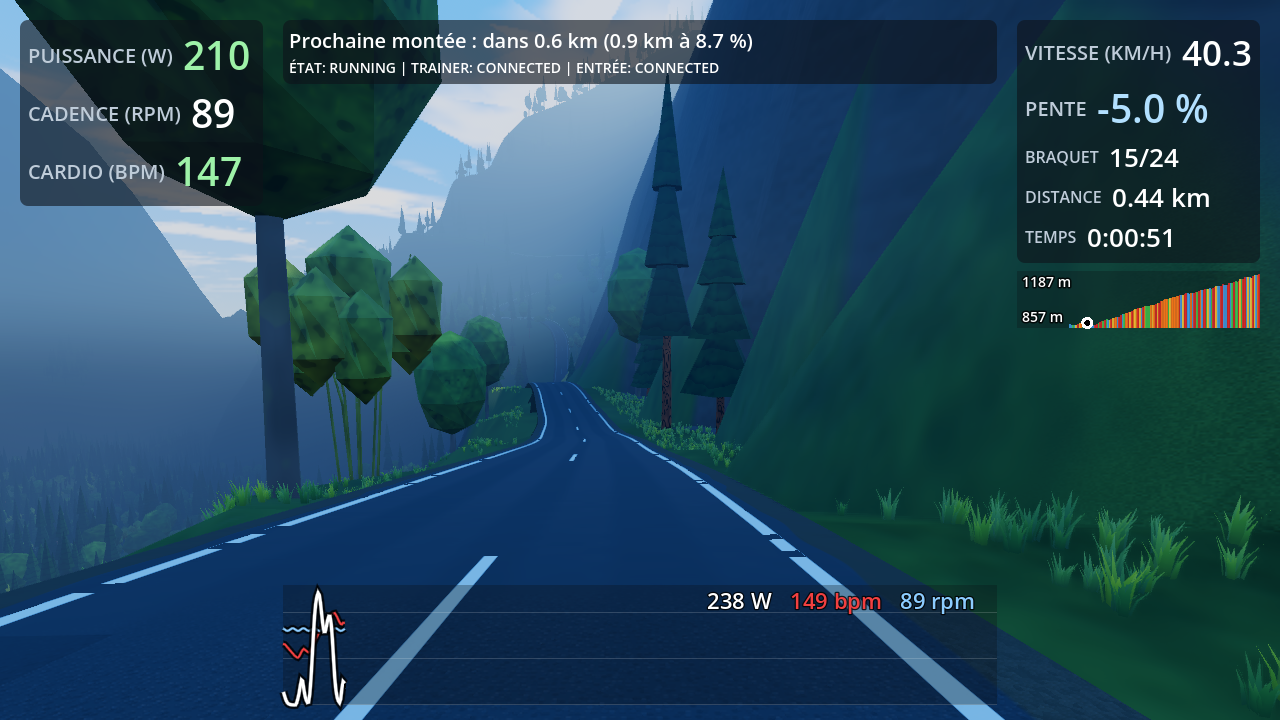 PUISSANCE (W) 210
CADENCE (RPM) 89
CARDIO (BPM) 147
Prochaine montée : dans 0.6 km (0.9 km à 8.7 %)
ÉTAT: RUNNING | TRAINER: CONNECTED | ENTRÉE: CONNECTED
VITESSE (KM/H) 40.3
PENTE -5.0 %
BRAQUET 15/24
DISTANCE 0.44 km
TEMPS 0:00:51
1187 m
857 m
238 W 149 bpm 89 rpm